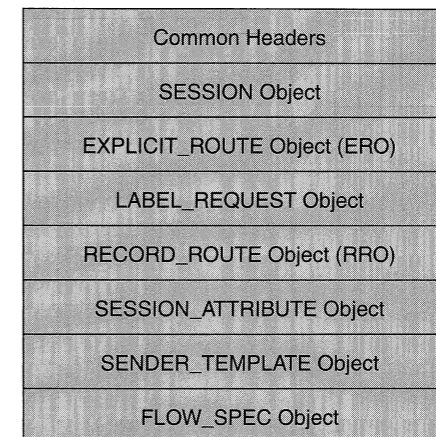 Common Headers
SESSION Object
EXPLICIT_ROUTE Object (ERO)
LABEL_REQUEST Object
RECORD_ROUTE Object (RRO)
SESSION_ATTRIBUTE Object
SENDER_TEMPLATE Object
FLOW_SPEC Object